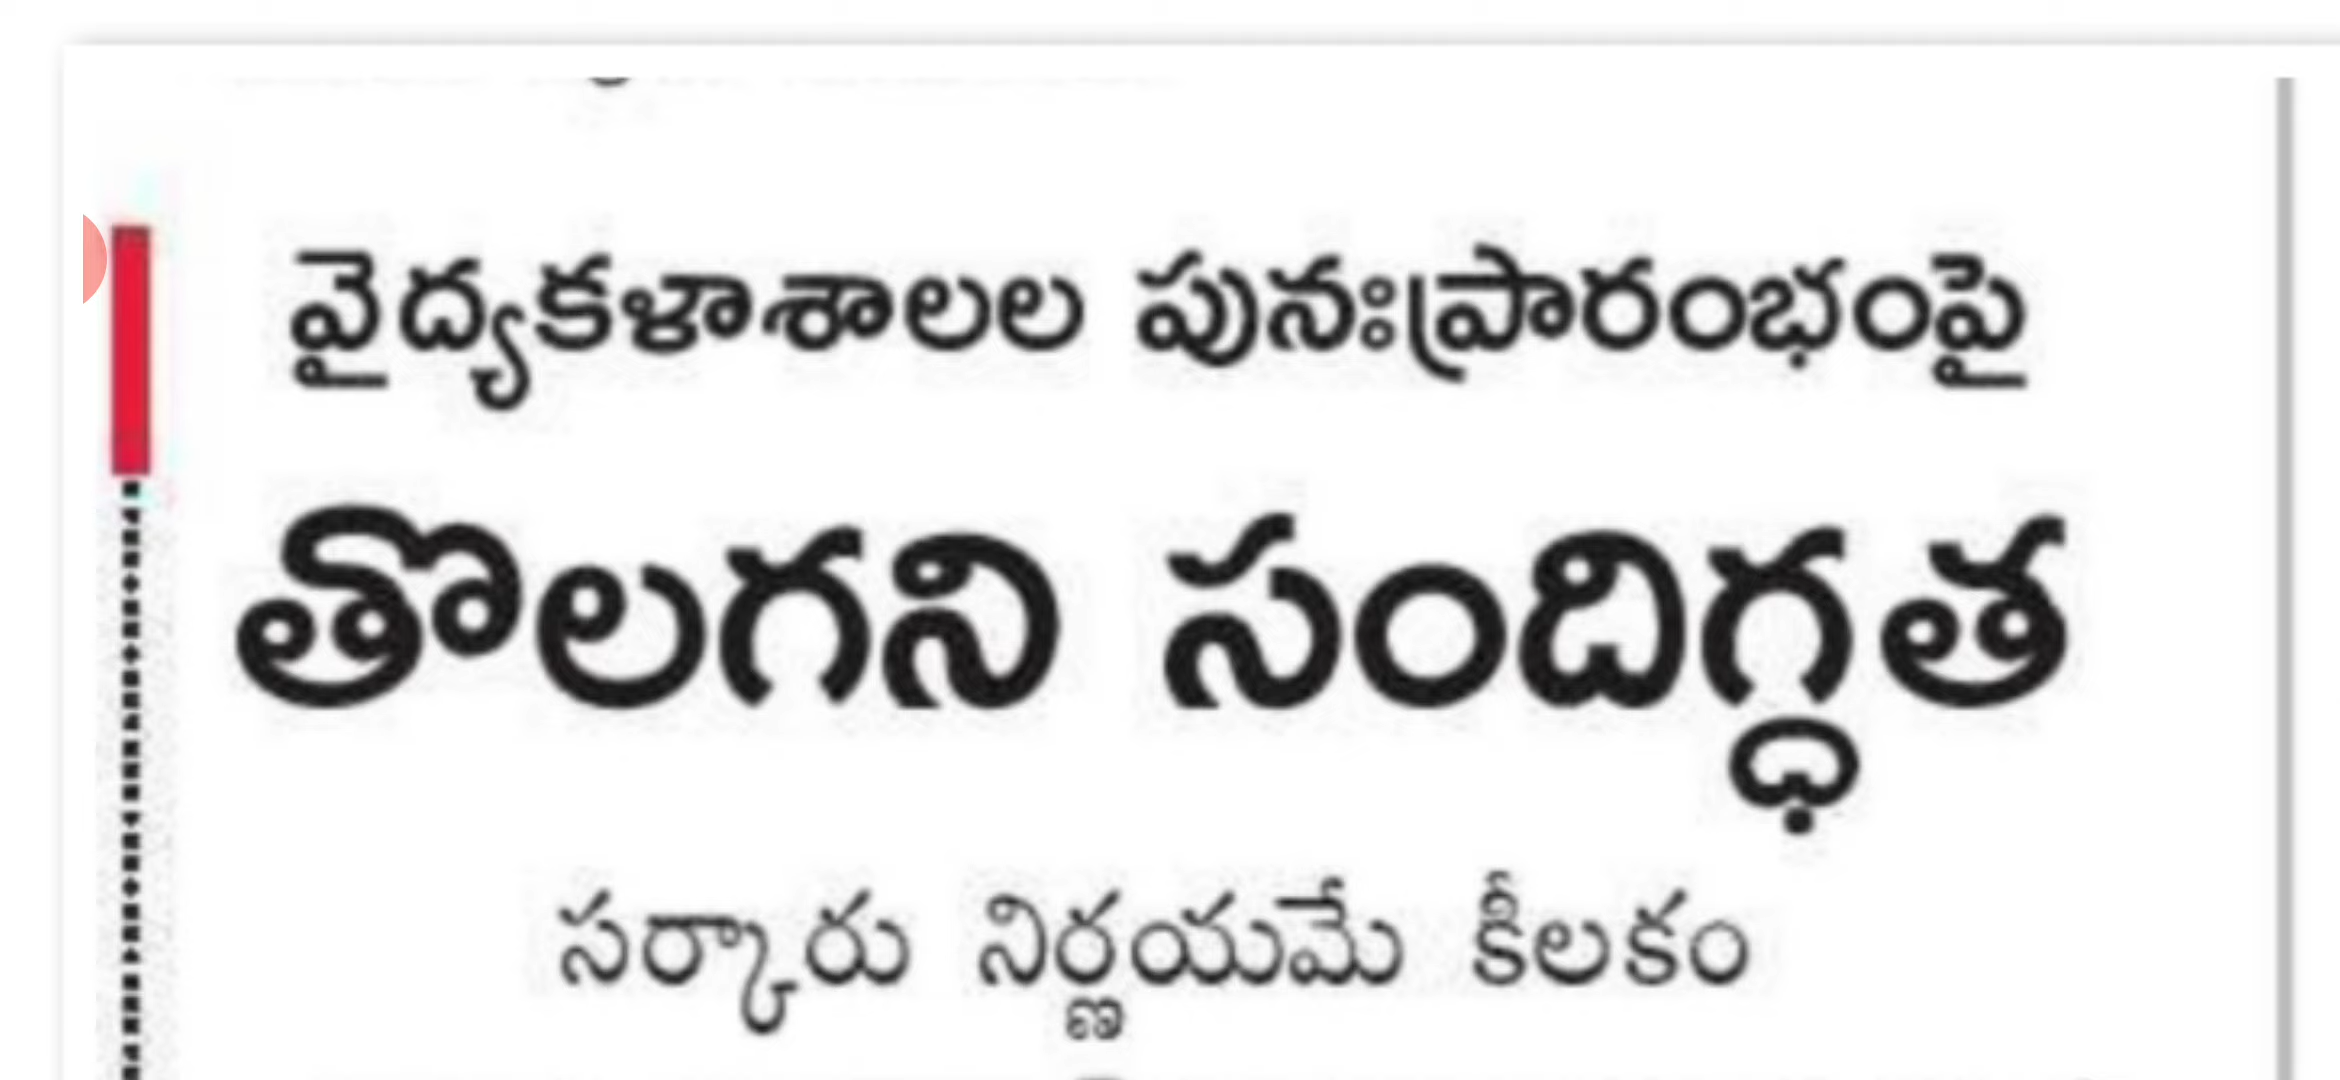 వైద్యకళాశాలల పునఃప్రారంభంపై
తొలగని సందిగ్ధత
సర్కారు నిర్ణయమే కీలకం